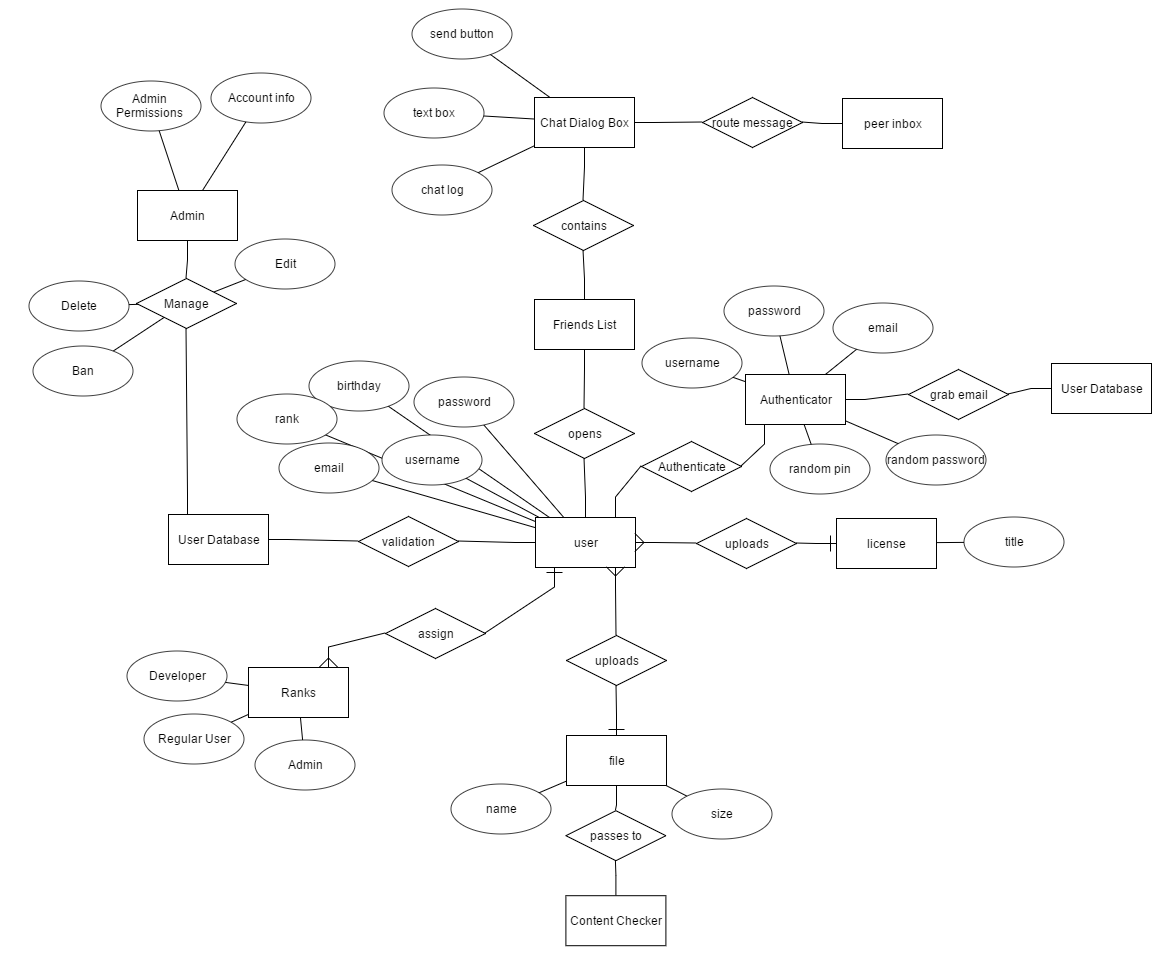 send button
Admin
Permissions
Account info
text box
Chat Dialog Box
route message
peer inbox
chat log
Admin
contains
Edit
Delete
Manage
password
Friends List
email
username
Ban
birthday
password
Authenticator
grab email
User Database
rank
opens
email
username
Authenticate
random pin
random password
User Database
validation
user
uploads
license
title
assign
uploads
Developer
Ranks
Regular User
Admin
file
name
size
passes to
Content Checker